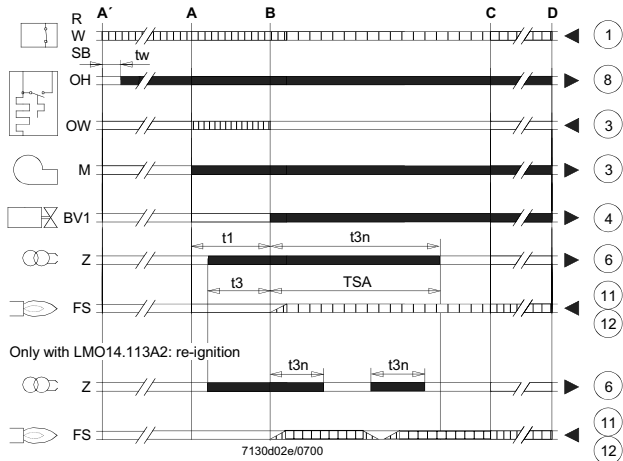 A´ A B C D
R
W 1
SB
tw
OH 8
OW 3
M 3
BV1 4
t1 t3n
Z 6
t3 TSA
FS 11
12
Only with LMO14.113A2: re-ignition
t3n t3n
Z 6
FS 11
12
7130d02e/0700